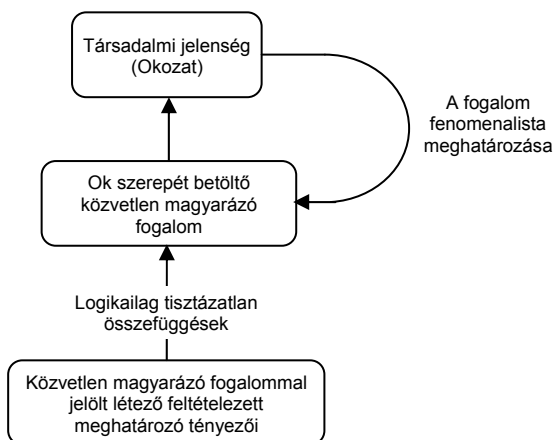 Társadalmi jelenség
(Okozat)
A fogalom
fenomenalista
meghatározása
Ok szerepét betöltő
közvetlen magyarázó
fogalom
Logikailag tisztázatlan
összefüggések
Közvetlen magyarázó fogalommal
jelölt létező feltételezett
meghatározó tényezői